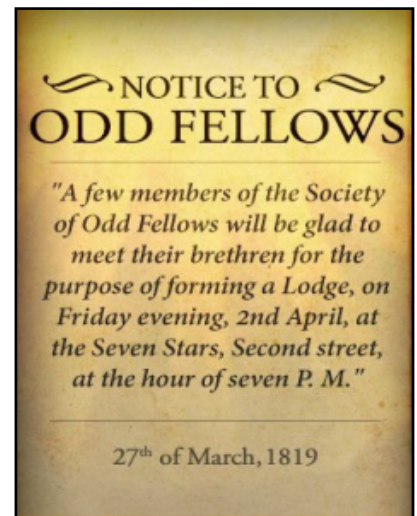 NOTICE TO
ODD FELLOWS
"A few members of the Society
of Odd Fellows will be glad to
meet their brethren for the
purpose of forming a Lodge, on
Friday evening, 2nd April, at
the Seven Stars, Second street,
at the hour of seven P. M."
27th of March, 1819